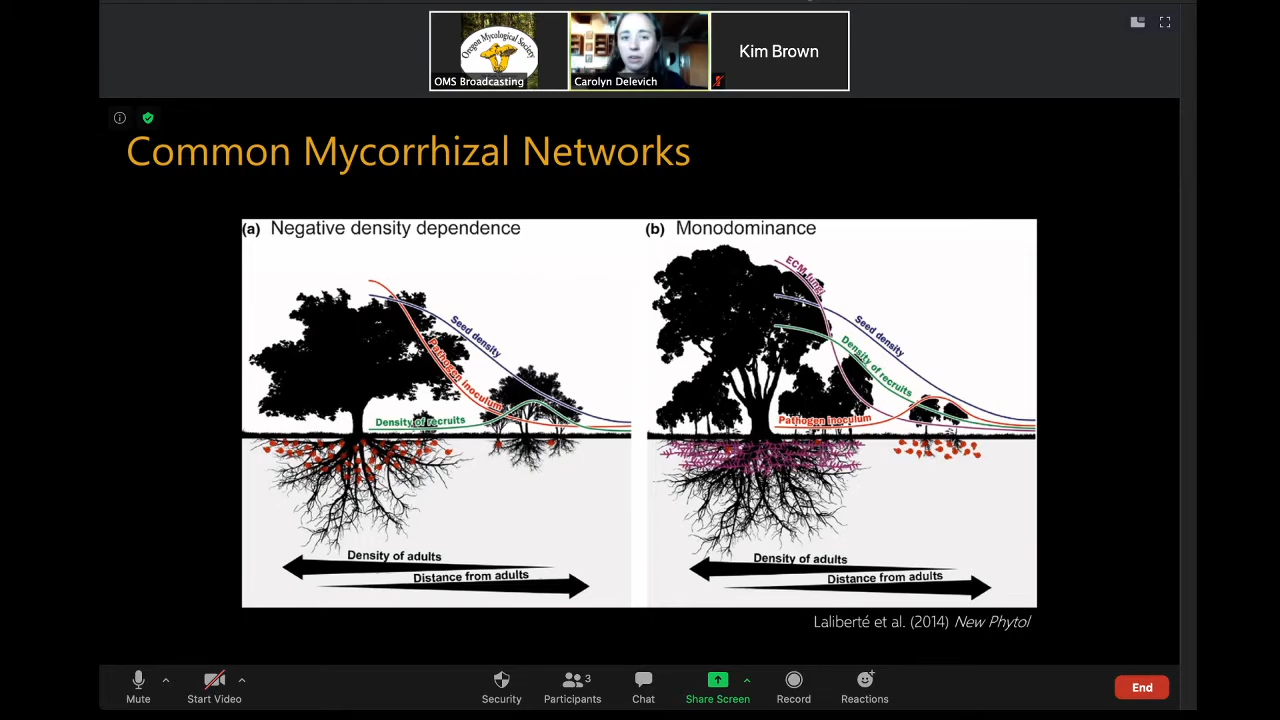 Oregon Mycological Society
OMS Broadcasting
Carolyn Delevich
Kim Brown
Common Mycorrhizal Networks
(a) Negative density dependence
Seed density
Pathogen inoculum
Density of recruits
Density of adults
Distance from adults
(b) Monodominance
ECM fungi
Seed density
Density of recruits
Pathogen inoculum
Density of adults
Distance from adults
Laliberté et al. (2014) New Phytol
Mute
Start Video
Security
Participants
3
Chat
Share Screen
Record
Reactions
End